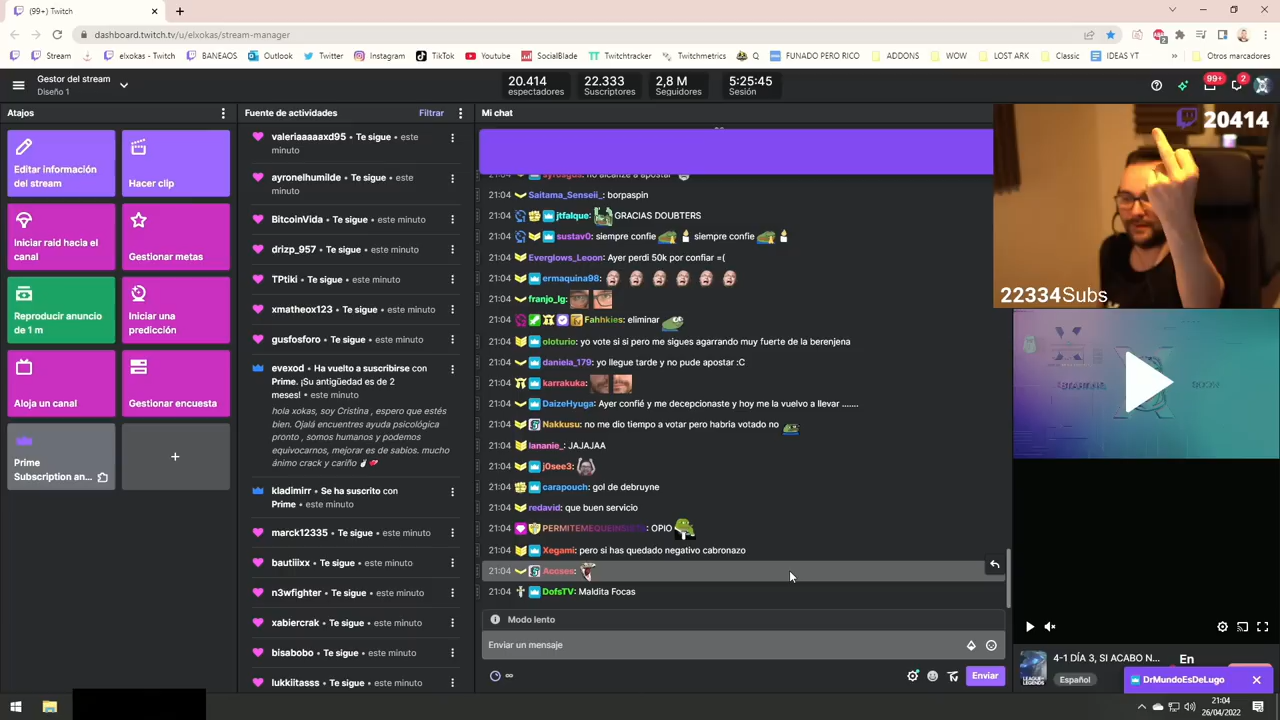 (99+) Twitch
dashboard.twitch.tv/u/elxokas/stream-manager
Stream
elxokas - Twitch
BANEAOS
Outlook
Twitter
Instagram
TikTok
Youtube
SocialBlade
Twitchtracker
Twitchmetrics
Q
FUNADO PERO RICO
ADDONS
WOW
LOST ARK
Classic
IDEAS YT
»
Otros marcadores
Gestor del stream
Diseño 1
20.414
espectadores
22.333
Suscriptores
2,8 M
Seguidores
5:25:45
Sesión
99+
2
Atajos
Editar información
del stream
Hacer clip
Iniciar raid hacia el
canal
Gestionar metas
Reproducir anuncio
de 1 m
Iniciar una
predicción
Aloja un canal
Gestionar encuesta
Prime
Subscription an...
+
Fuente de actividades
Filtrar
valeriaaaaaxd95 • Te sigue • este
minuto
ayronelhumilde • Te sigue • este
minuto
BitcoinVida • Te sigue • este minuto
drizp_957 • Te sigue • este minuto
TPtiki • Te sigue • este minuto
xmatheox123 • Te sigue • este minuto
gusfosforo • Te sigue • este minuto
evexod • Ha vuelto a suscribirse con
Prime. ¡Su antigüedad es de 2
meses! • este minuto
hola xokas, soy Cristina , espero que estés
bien. Ojalá encuentres ayuda psicológica
pronto , somos humanos y podemos
equivocarnos, mejorar es de sabios. mucho
ánimo crack y cariño
kladimirr • Se ha suscrito con
Prime • este minuto
marck12335 • Te sigue • este minuto
bautiiixx • Te sigue • este minuto
n3wfighter • Te sigue • este minuto
xabiercrak • Te sigue • este minuto
bisabobo • Te sigue • este minuto
lukkiitasss • Te sigue • este minuto
Mi chat
21:04 Saitama_Senseii_: borpaspin
21:04 jtfalque: GRACIAS DOUBTERS
21:04 sustav0: siempre confie siempre confie
21:04 Everglows_Leoon: Ayer perdi 50k por confiar =(
21:04 ermaquina98:
21:04 franjo_lg:
21:04 Fahhkies: eliminar
21:04 oloturio: yo vote si si pero me sigues agarrando muy fuerte de la berenjena
21:04 daniela_179: yo llegue tarde y no pude apostar :C
21:04 karrakuka:
21:04 DaizeHyuga: Ayer confié y me decepcionaste y hoy me la vuelvo a llevar .......
21:04 Nakkusu: no me dio tiempo a votar pero habría votado no
21:04 lananie_: JAJAJAA
21:04 j0see3:
21:04 carapouch: gol de debruyne
21:04 redavid: que buen servicio
21:04 : OPIO
21:04 Xegami: pero si has quedado negativo cabronazo
21:04 Accses:
21:04 DofsTV: Maldita Focas
Modo lento
Enviar un mensaje
∞
Enviar
20414
22334Subs
4-1 DÍA 3, SI ACABO N...
En
Español
DrMundoEsDeLugo
21:04
26/04/2022